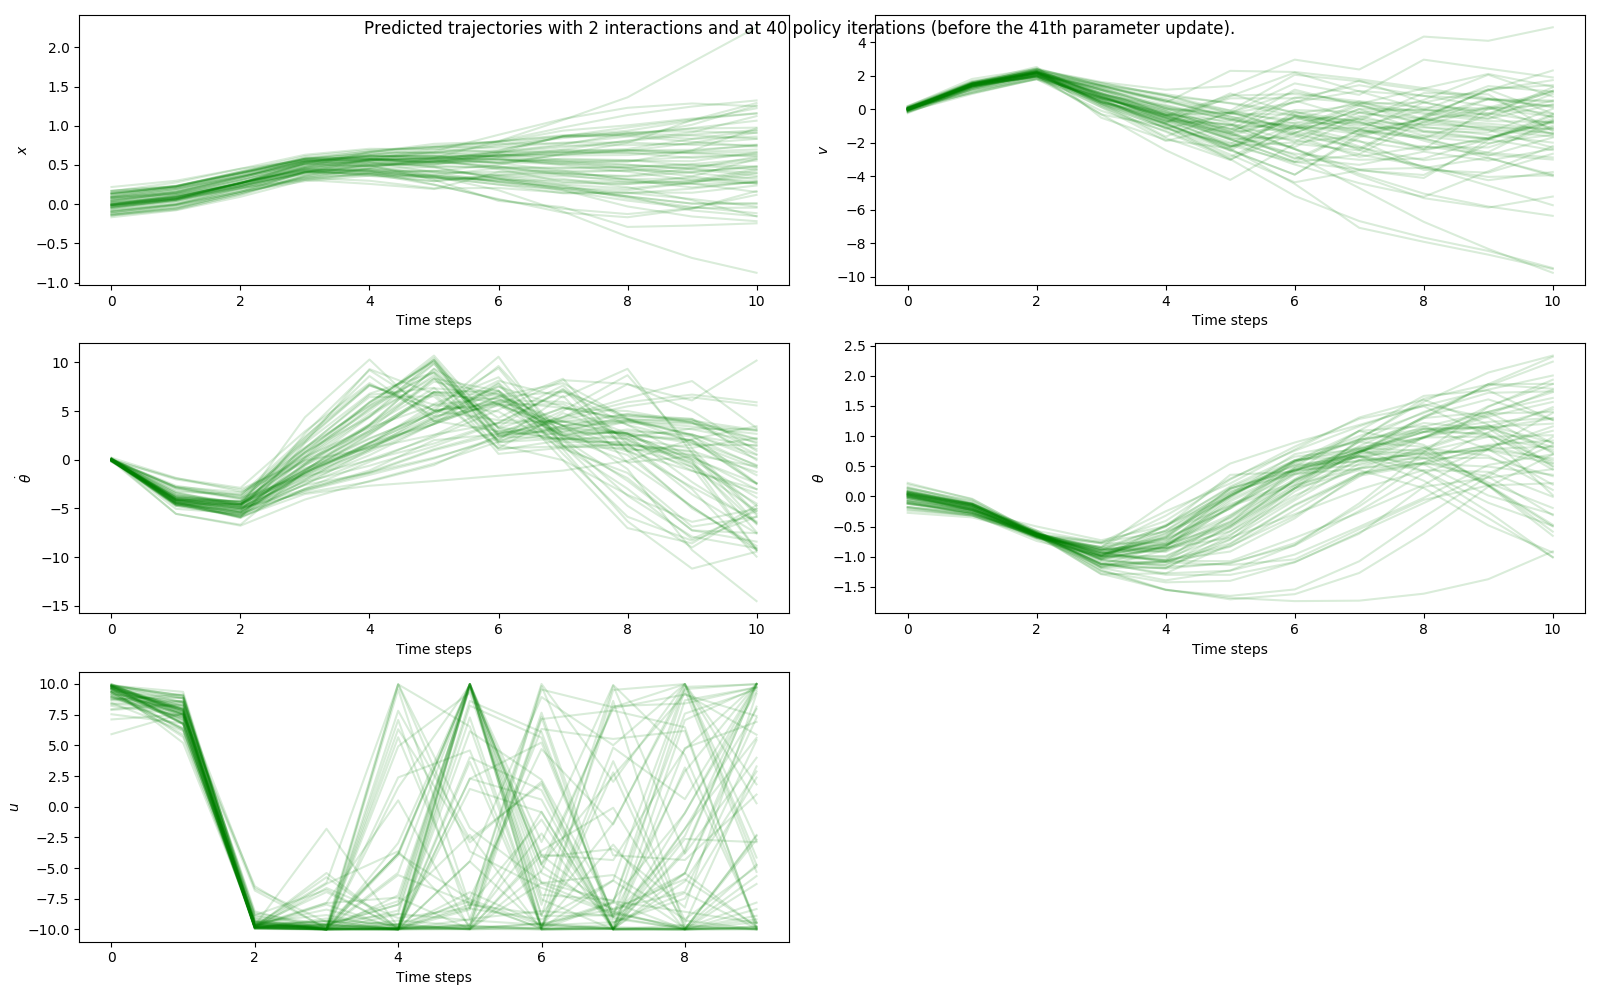 Predicted trajectories with 2 interactions and at 40 policy iterations (before the 41th parameter update).
2.0
1.5
1.0
0.5
0.0
−0.5
−1.0
x
0 2 4 6 8 10
Time steps
4
2
0
−2
−4
−6
−8
−10
v
0 2 4 6 8 10
Time steps
10
5
0
−5
−10
−15
θ̇
0 2 4 6 8 10
Time steps
2.5
2.0
1.5
1.0
0.5
0.0
−0.5
−1.0
−1.5
θ
0 2 4 6 8 10
Time steps
10.0
7.5
5.0
2.5
0.0
−2.5
−5.0
−7.5
−10.0
u
0 2 4 6 8
Time steps